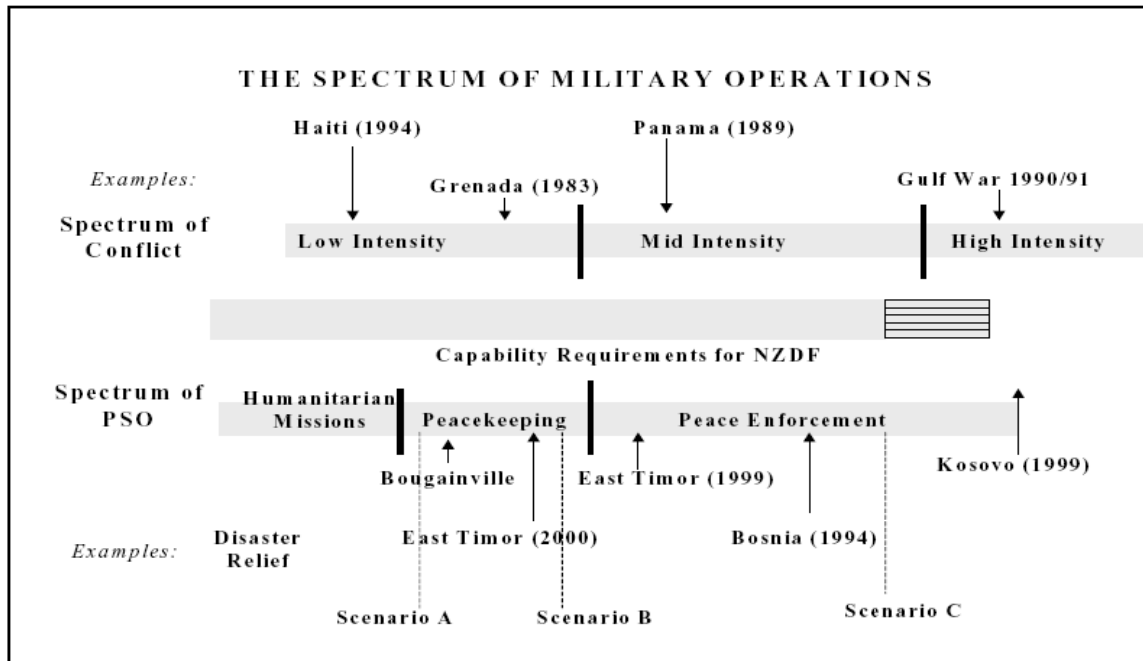 THE SPECTRUM OF MILITARY OPERATIONS
Haiti (1994)
Panama (1989)
Examples:
Grenada (1983)
Gulf War 1990/91
Spectrum of
Conflict
Low Intensity
Mid Intensity
High Intensity
Capability Requirements for NZDF
Spectrum of
PSO
Humanitarian
Missions
Peacekeeping
Peace Enforcement
Bougainville
East Timor (1999)
Kosovo (1999)
Examples:
Disaster
Relief
East Timor (2000)
Bosnia (1994)
Scenario A
Scenario B
Scenario C